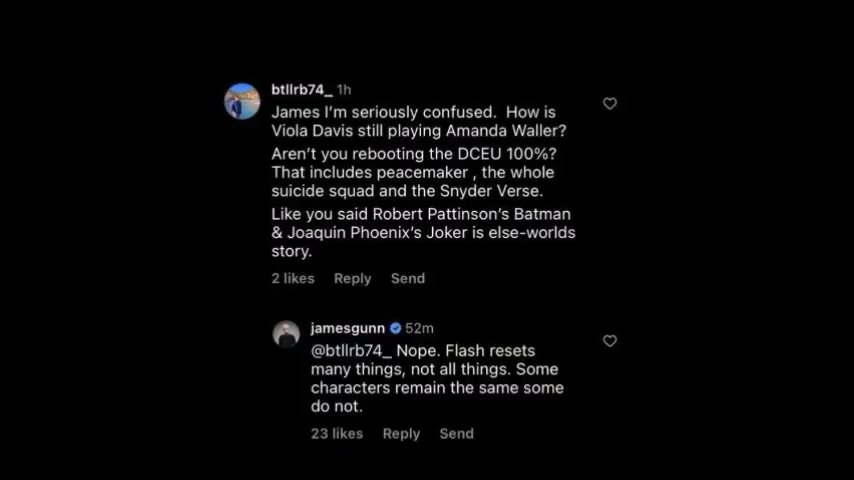 btllrb74_ 1h
James I'm seriously confused. How is
Viola Davis still playing Amanda Waller?
Aren't you rebooting the DCEU 100%?
That includes peacemaker , the whole
suicide squad and the Snyder Verse.
Like you said Robert Pattinson's Batman
& Joaquin Phoenix's Joker is else-worlds
story.
2 likes Reply Send
jamesgunn 52m
@btllrb74_ Nope. Flash resets
many things, not all things. Some
characters remain the same some
do not.
23 likes Reply Send